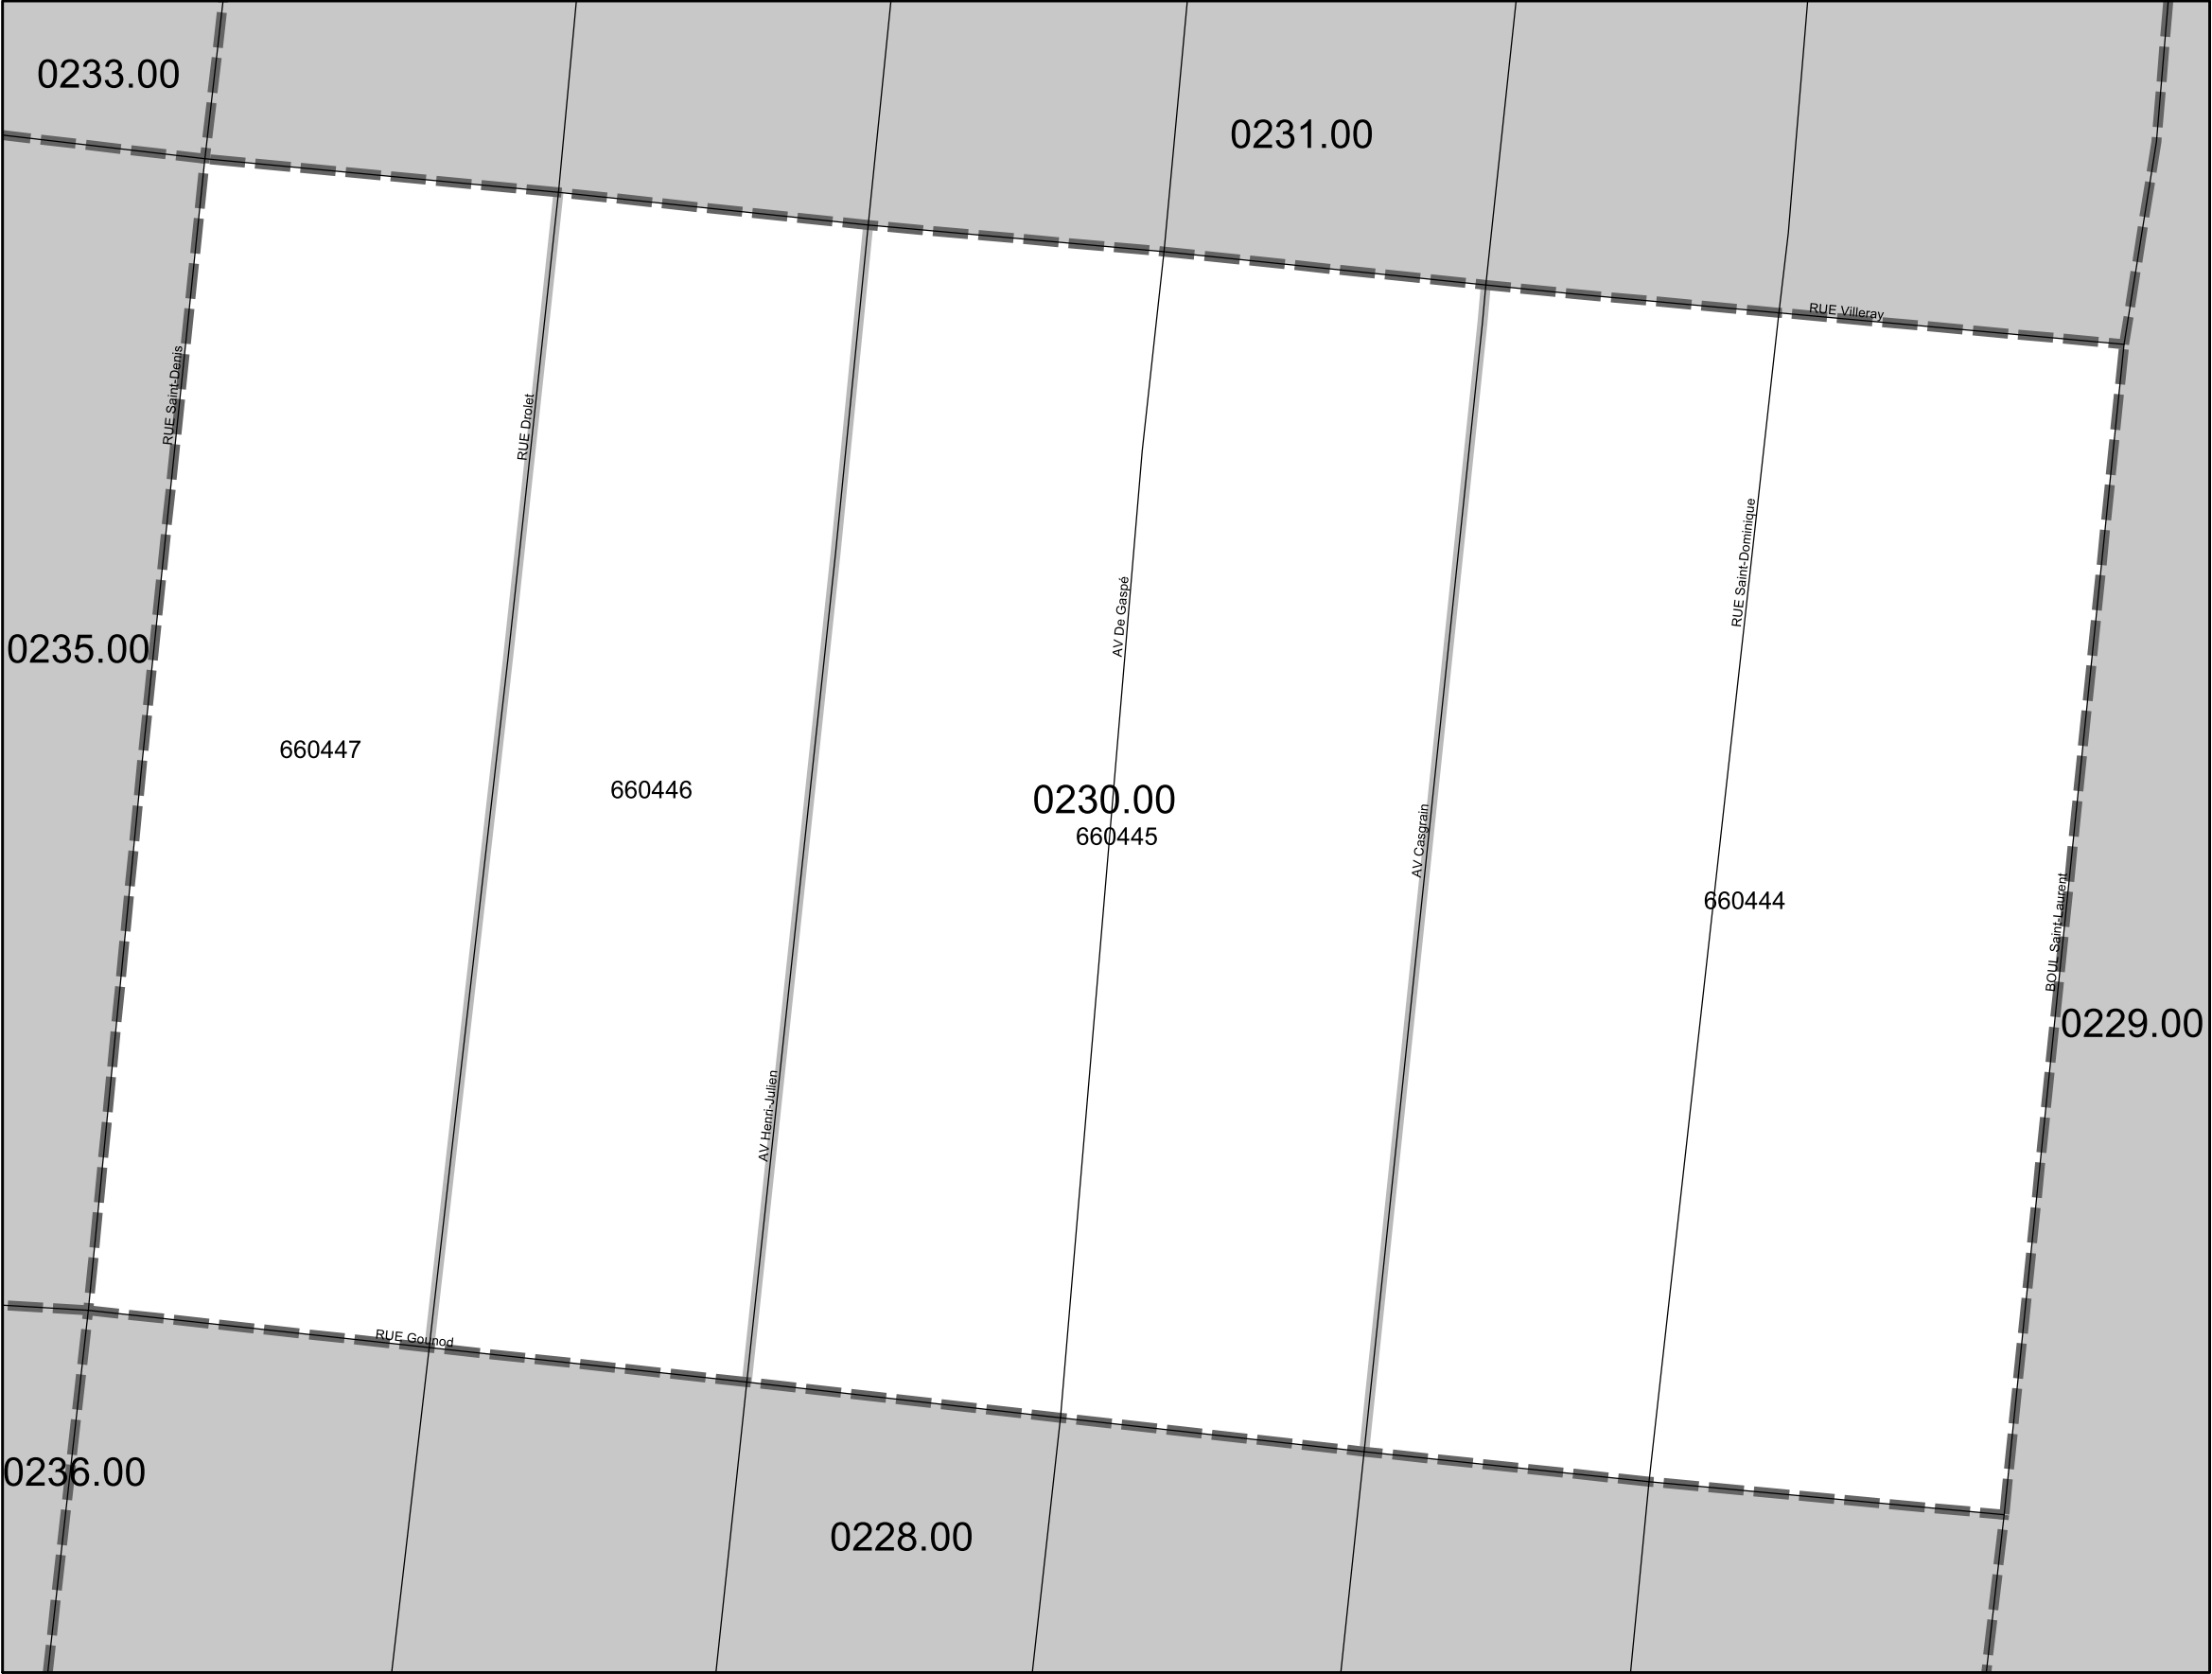 0233.00
0231.00
RUE Villeray
RUE Saint-Denis
RUE Drolet
RUE Saint-Dominique
AV De Gaspé
0235.00
660447
660446
0230.00
660445
AV Casgrain
660444
BOUL Saint-Laurent
0229.00
AV Henri-Julien
RUE Gounod
0236.00
0228.00